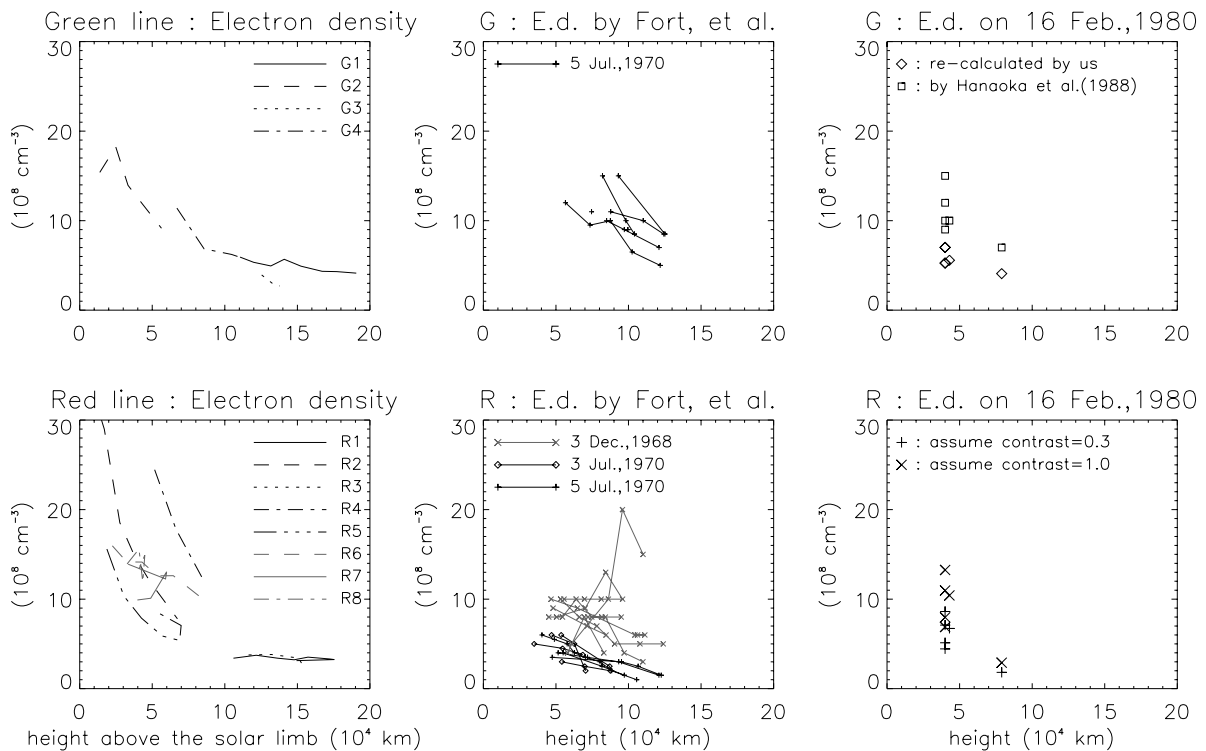 Green line : Electron density
G : E.d. by Fort, et al.
G : E.d. on 16 Feb.,1980
30
20
10
0
(10⁸ cm⁻³)
G1
G2
G3
G4
0 5 10 15 20
30
20
10
0
(10⁸ cm⁻³)
5 Jul.,1970
0 5 10 15 20
30
20
10
0
(10⁸ cm⁻³)
: re-calculated by us
: by Hanaoka et al.(1988)
0 5 10 15 20
Red line : Electron density
R : E.d. by Fort, et al.
R : E.d. on 16 Feb.,1980
30
20
10
0
(10⁸ cm⁻³)
R1
R2
R3
R4
R5
R6
R7
R8
0 5 10 15 20
height above the solar limb (10⁴ km)
30
20
10
0
(10⁸ cm⁻³)
3 Dec.,1968
3 Jul.,1970
5 Jul.,1970
0 5 10 15 20
height (10⁴ km)
30
20
10
0
(10⁸ cm⁻³)
: assume contrast=0.3
: assume contrast=1.0
0 5 10 15 20
height (10⁴ km)